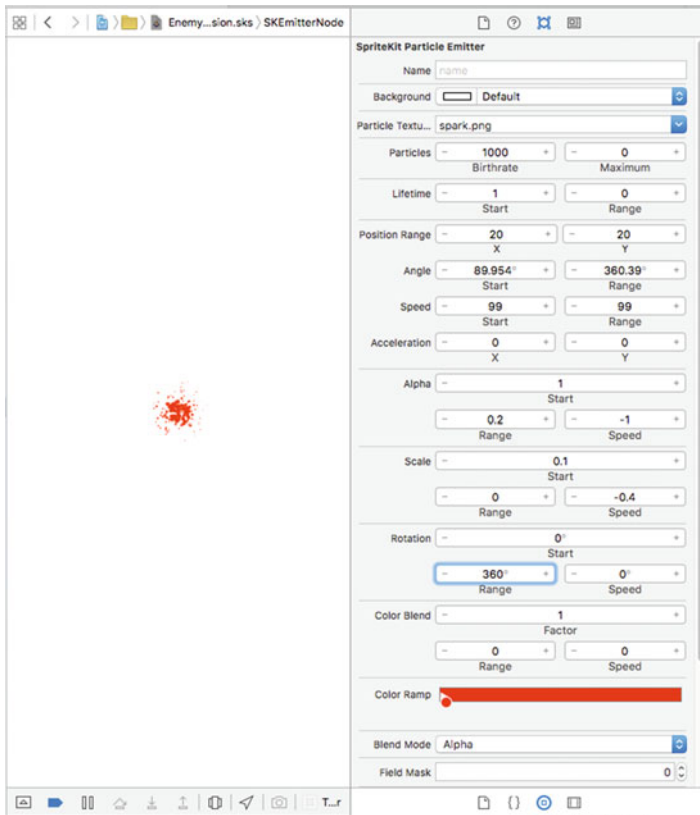 Enemy...sion.sks SKEmitterNode
SpriteKit Particle Emitter
Name name
Background Default
Particle Textu... spark.png
Particles 1000 0
Birthrate Maximum
Lifetime 1 0
Start Range
Position Range 20 20
X Y
Angle 89.954° 360.39°
Start Range
Speed 99 99
Start Range
Acceleration 0 0
X Y
Alpha 1
Start
0.2 -1
Range Speed
Scale 0.1
Start
0 -0.4
Range Speed
Rotation 0°
Start
360° 0°
Range Speed
Color Blend 1
Factor
0 0
Range Speed
Color Ramp
Blend Mode Alpha
Field Mask 0
T...r